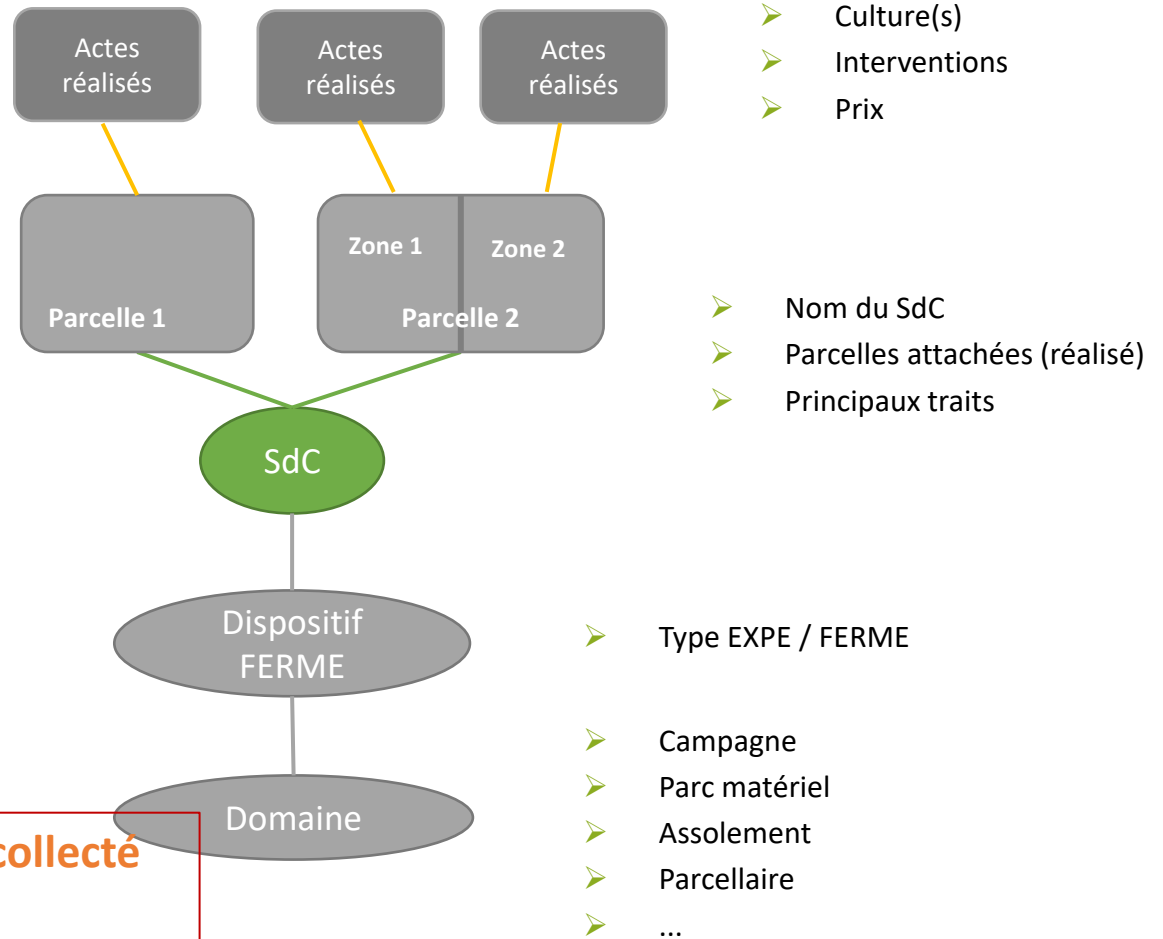 Actes
réalisés
Actes
réalisés
Actes
réalisés
➢ Culture(s)
➢ Interventions
➢ Prix
Zone 1
Zone 2
Parcelle 1
Parcelle 2
➢ Nom du SdC
➢ Parcelles attachées (réalisé)
➢ Principaux traits
SdC
Dispositif
FERME
➢ Type EXPE / FERME
Domaine
➢ Campagne
➢ Parc matériel
➢ Assolement
➢ Parcellaire
➢ ...
collecté